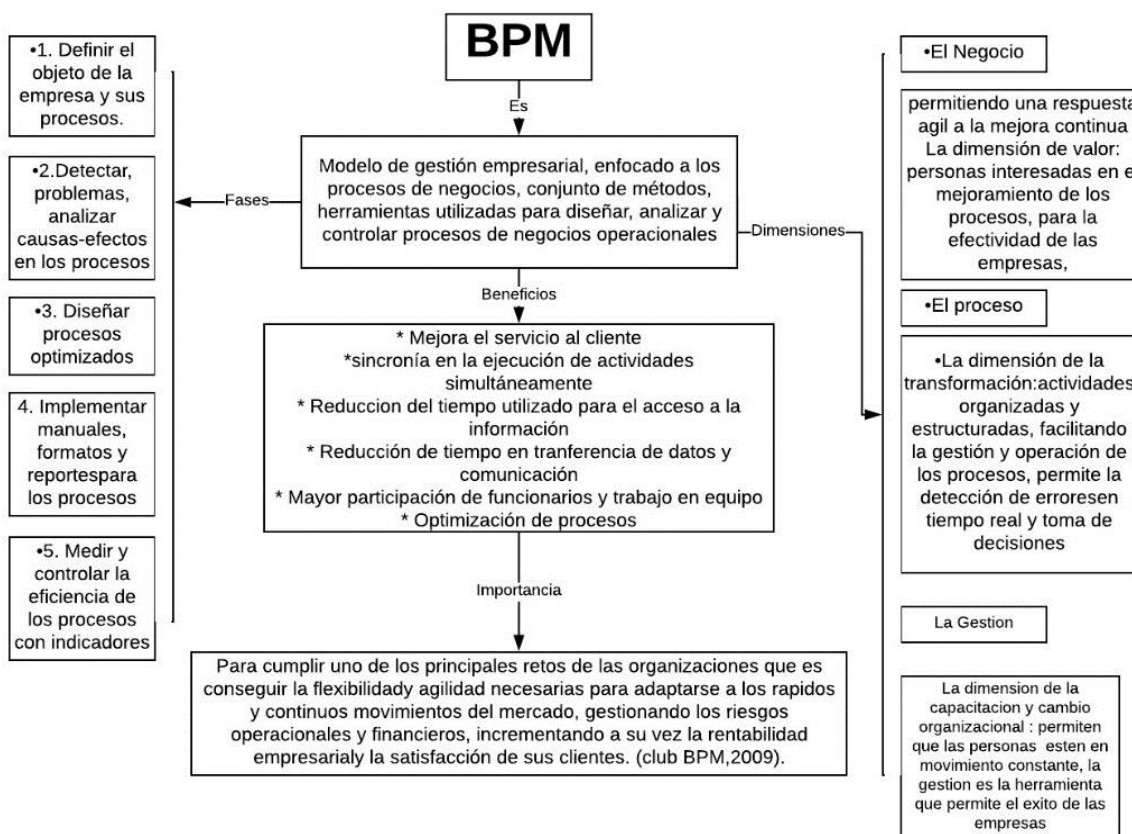 BPM
Es
Modelo de gestión empresarial, enfocado a los
procesos de negocios, conjunto de métodos,
herramientas utilizadas para diseñar, analizar y
controlar procesos de negocios operacionales
Fases
•1. Definir el
objeto de la
empresa y sus
procesos.
•2.Detectar,
problemas,
analizar
causas-efectos
en los procesos
•3. Diseñar
procesos
optimizados
4. Implementar
manuales,
formatos y
reportespara
los procesos
•5. Medir y
controlar la
eficiencia de
los procesos
con indicadores
Beneficios
* Mejora el servicio al cliente
*sincronía en la ejecución de actividades
simultáneamente
* Reduccion del tiempo utilizado para el acceso a la
información
* Reducción de tiempo en tranferencia de datos y
comunicación
* Mayor participación de funcionarios y trabajo en equipo
* Optimización de procesos
Importancia
Para cumplir uno de los principales retos de las organizaciones que es
conseguir la flexibilidady agilidad necesarias para adaptarse a los rapidos
y continuos movimientos del mercado, gestionando los riesgos
operacionales y financieros, incrementando a su vez la rentabilidad
empresarialy la satisfacción de sus clientes. (club BPM,2009).
Dimensiones
•El Negocio
permitiendo una respuesta
agil a la mejora continua
La dimensión de valor:
personas interesadas en e
mejoramiento de los
procesos, para la
efectividad de las
empresas,
•El proceso
•La dimensión de la
transformación:actividades
organizadas y
estructuradas, facilitando
la gestión y operación de
los procesos, permite la
detección de erroresen
tiempo real y toma de
decisiones
La Gestion
La dimension de la
capacitacion y cambio
organizacional : permiten
que las personas esten en
movimiento constante, la
gestion es la herramienta
que permite el exito de las
empresas